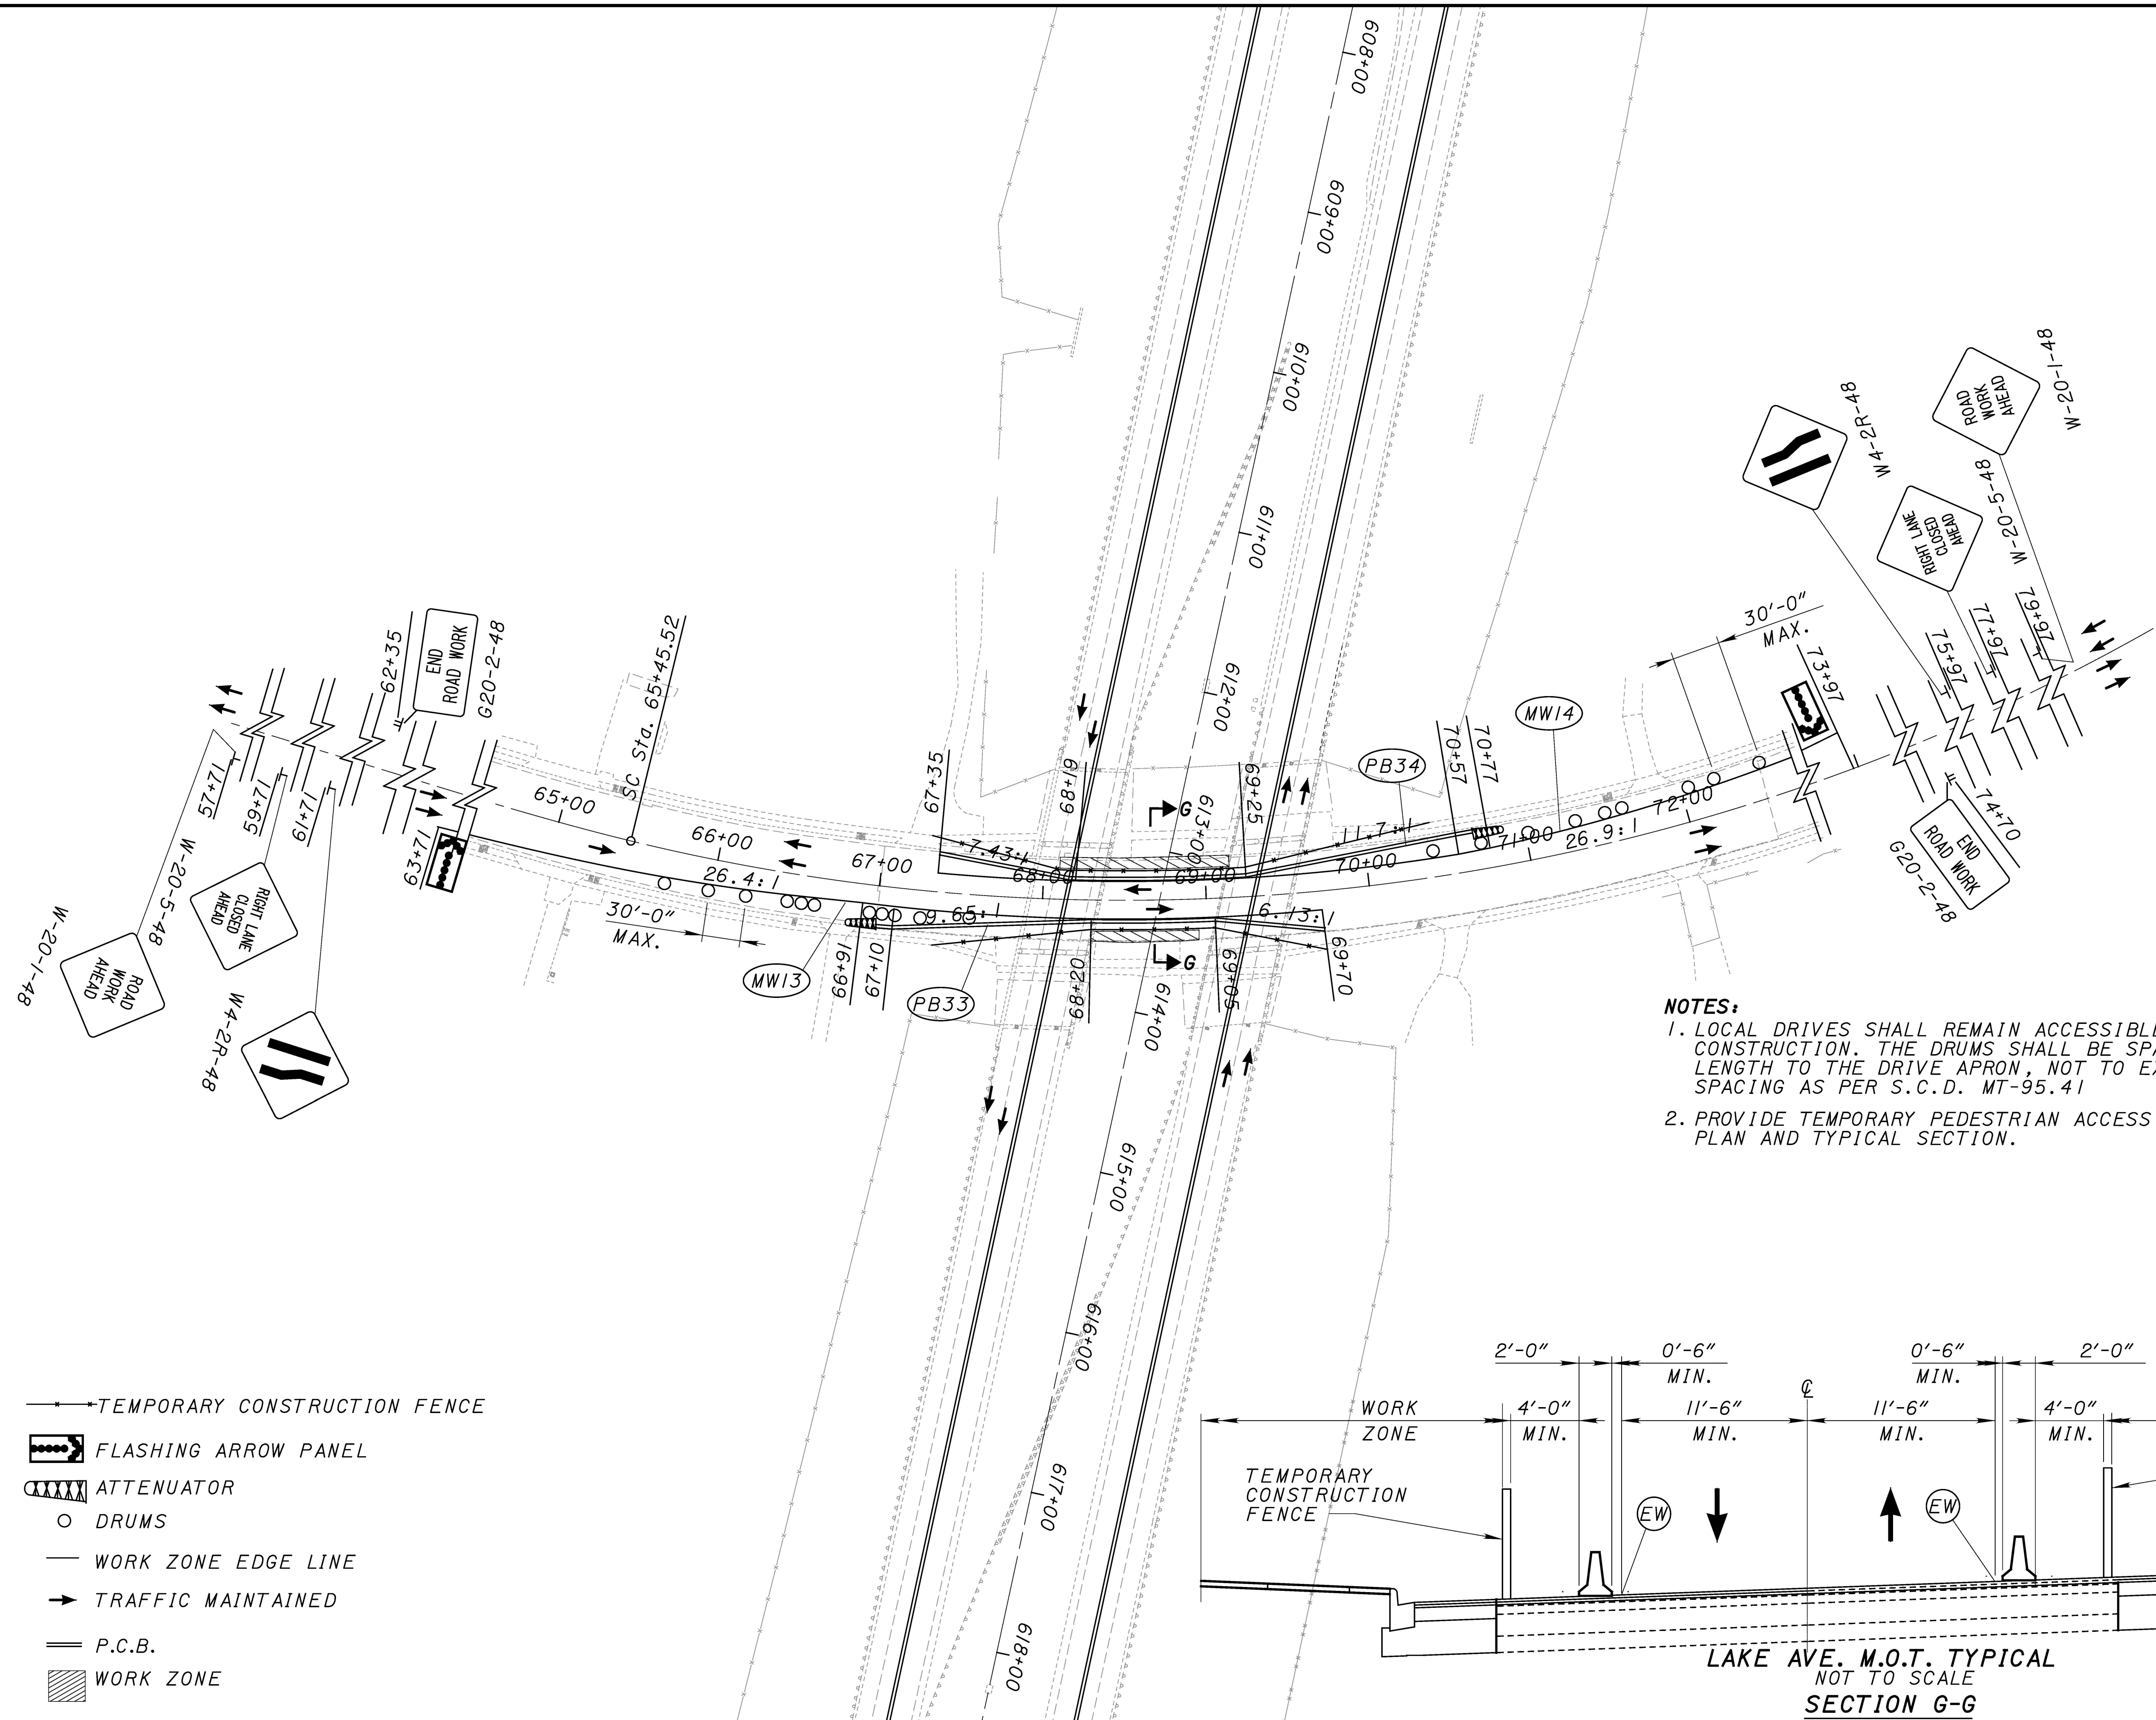 608+00
609+00
610+00
611+00
612+00
613+00
614+00
615+00
616+00
617+00
618+00
W-20-1-48
ROAD
WORK
AHEAD
W4-2R-48
W-20-5-48
RIGHT LANE
CLOSED
AHEAD
30'-0"
MAX.
73+97
75+97
77+97
79+97
74+70
END
ROAD WORK
G20-2-48
62+35
END
ROAD WORK
G20-2-48
SC Sta. 65+45.52
57+71
59+71
61+71
63+71
W-20-5-48
RIGHT LANE
CLOSED
AHEAD
W-20-1-48
ROAD
WORK
AHEAD
W4-2R-48
65+00
66+00
67+00
68+00
69+00
70+00
71+00
72+00
67+35
68+19
69+25
70+57
70+77
MW14
PB34
7.43:1
11.7:1
26.9:1
26.4:1
9.65:1
6.13:1
30'-0"
MAX.
MW13
66+91
67+01
PB33
68+20
69+05
69+70
G
G
NOTES:
1. LOCAL DRIVES SHALL REMAIN ACCESSIBLE
CONSTRUCTION. THE DRUMS SHALL BE
LENGTH TO THE DRIVE APRON, NOT TO
SPACING AS PER S.C.D. MT-95.41
2. PROVIDE TEMPORARY PEDESTRIAN ACCESS
PLAN AND TYPICAL SECTION.
TEMPORARY CONSTRUCTION FENCE
FLASHING ARROW PANEL
ATTENUATOR
DRUMS
WORK ZONE EDGE LINE
TRAFFIC MAINTAINED
P.C.B.
WORK ZONE
2'-0" 0'-6" 0'-6" 2'-0"
MIN. MIN.
℄
WORK 4'-0" 11'-6" 11'-6" 4'-0"
ZONE MIN. MIN. MIN. MIN.
TEMPORARY
CONSTRUCTION
FENCE
EW
EW
LAKE AVE. M.O.T. TYPICAL
NOT TO SCALE
SECTION G-G